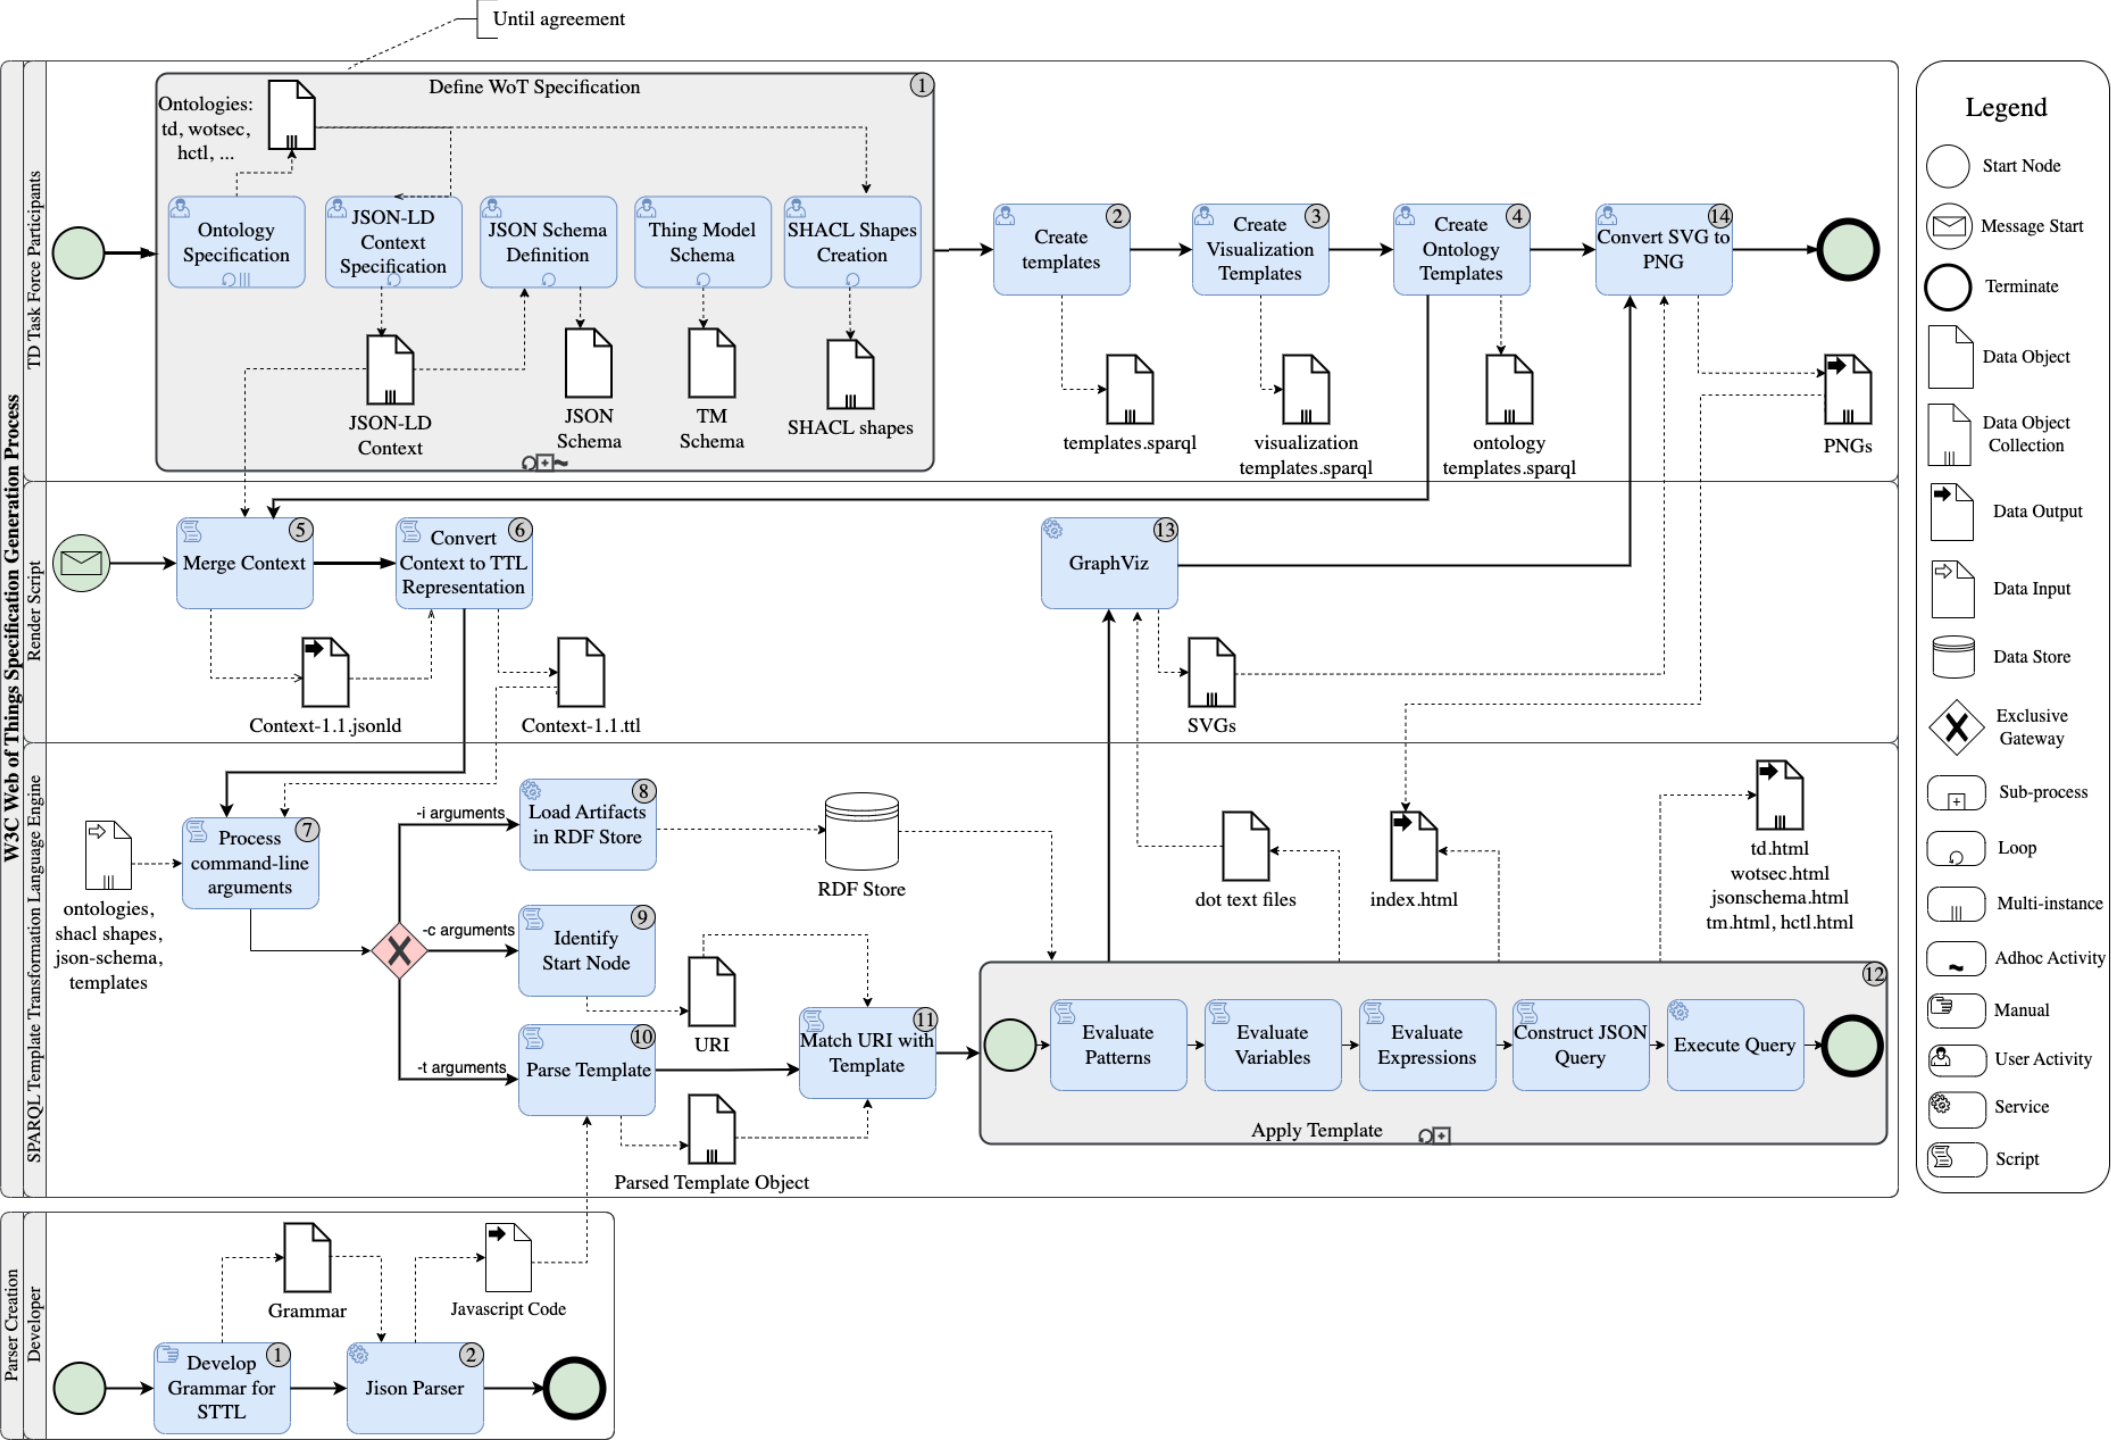 Until agreement
W3C Web of Things Specification Generation Process
TD Task Force Participants
Define WoT Specification
1
Ontologies:
td, wotsec,
hctl, ...
Ontology
Specification
JSON-LD
Context
Specification
JSON Schema
Definition
Thing Model
Schema
SHACL Shapes
Creation
JSON-LD
Context
JSON
Schema
TM
Schema
SHACL shapes
2
Create
templates
3
Create
Visualization
Templates
4
Create
Ontology
Templates
14
Convert SVG to
PNG
templates.sparql
visualization
templates.sparql
ontology
templates.sparql
PNGs
Render Script
5
Merge Context
6
Convert
Context to TTL
Representation
13
GraphViz
Context-1.1.jsonld
Context-1.1.ttl
SVGs
SPARQL Template Transformation Language Engine
ontologies,
shacl shapes,
json-schema,
templates
7
Process
command-line
arguments
-i arguments
-c arguments
-t arguments
8
Load Artifacts
in RDF Store
RDF Store
9
Identify
Start Node
URI
10
Parse Template
Parsed Template Object
11
Match URI with
Template
dot text files
index.html
td.html
wotsec.html
jsonschema.html
tm.html, hctl.html
12
Evaluate
Patterns
Evaluate
Variables
Evaluate
Expressions
Construct JSON
Query
Execute Query
Apply Template
Parser Creation
Developer
Grammar
Javascript Code
1
Develop
Grammar for
STTL
2
Jison Parser
Legend
Start Node
Message Start
Terminate
Data Object
Data Object
Collection
Data Output
Data Input
Data Store
Exclusive
Gateway
Sub-process
Loop
Multi-instance
Adhoc Activity
Manual
User Activity
Service
Script